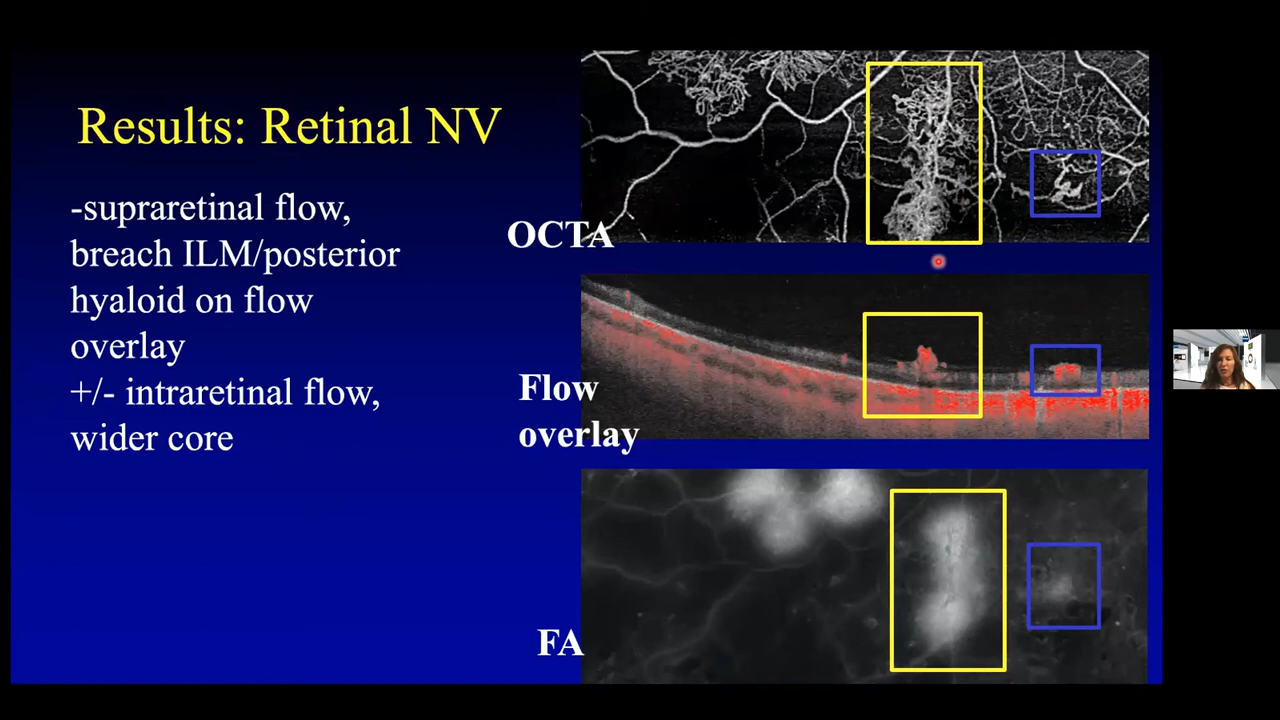 Results: Retinal NV
-supraretinal flow,
breach ILM/posterior
hyaloid on flow
overlay
+/- intraretinal flow,
wider core
OCTA
Flow
overlay
FA